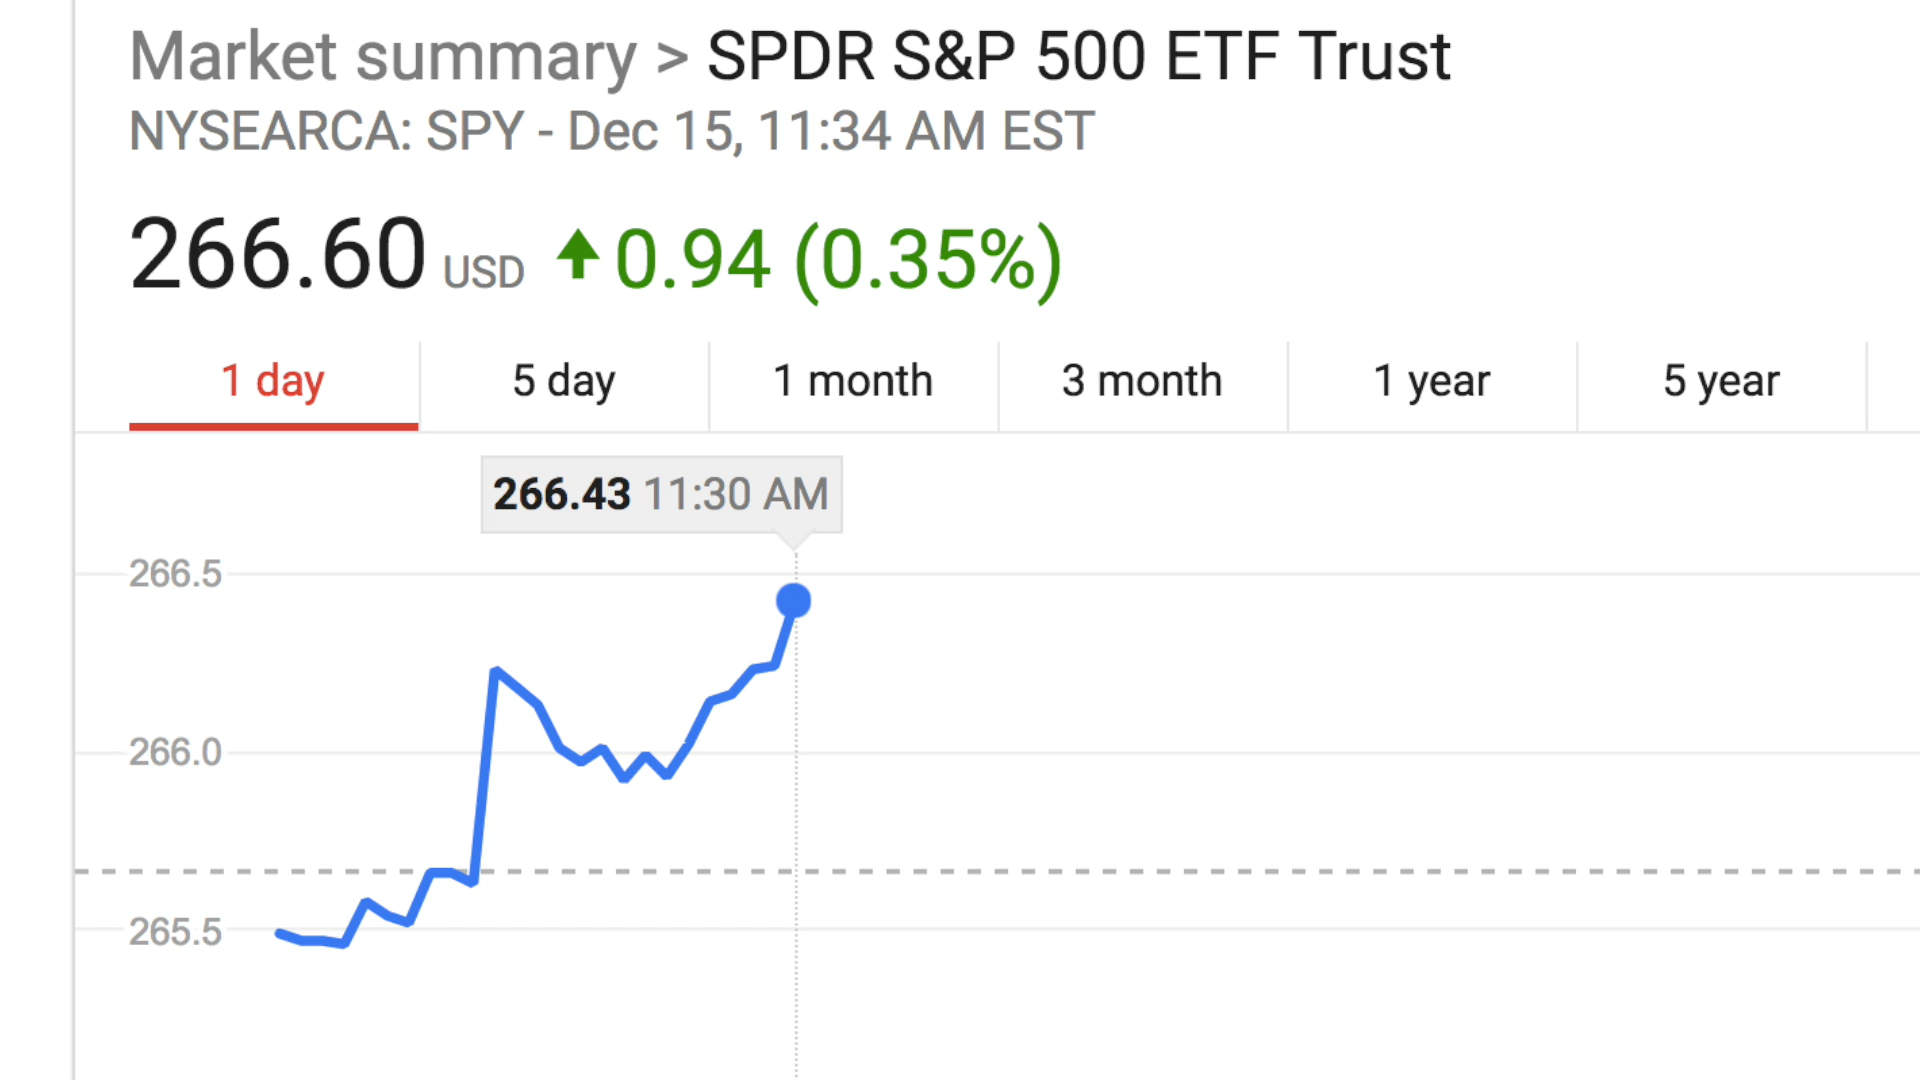 Market summary > SPDR S&P 500 ETF Trust
NYSEARCA: SPY - Dec 15, 11:34 AM EST
266.60 USD 0.94 (0.35%)
1 day 5 day 1 month 3 month 1 year 5 year
266.43 11:30 AM
266.5
266.0
265.5